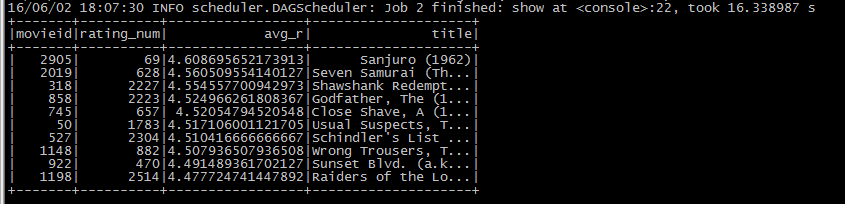 16/06/02 18:07:30 INFO scheduler.DAGScheduler: Job 2 finished: show at <console>:22, took 16.338987 s
+-------+----------+-----------------+--------------------+
|movieid|rating_num|            avg_r|               title|
+-------+----------+-----------------+--------------------+
|   2905|        69|4.608695652173913|      Sanjuro (1962)|
|   2019|       628|4.560509554140127|Seven Samurai (Th...|
|    318|      2227|4.554557700942973|Shawshank Redempt...|
|    858|      2223|4.524966261808367|Godfather, The (1...|
|    745|       657| 4.52054794520548|Close Shave, A (1...|
|     50|      1783|4.517106001121705|Usual Suspects, T...|
|    527|      2304|4.510416666666667|Schindler's List ...|
|   1148|       882|4.507936507936508|Wrong Trousers, T...|
|    922|       470|4.491489361702127|Sunset Blvd. (a.k...|
|   1198|      2514|4.477724741447892|Raiders of the Lo...|
+-------+----------+-----------------+--------------------+